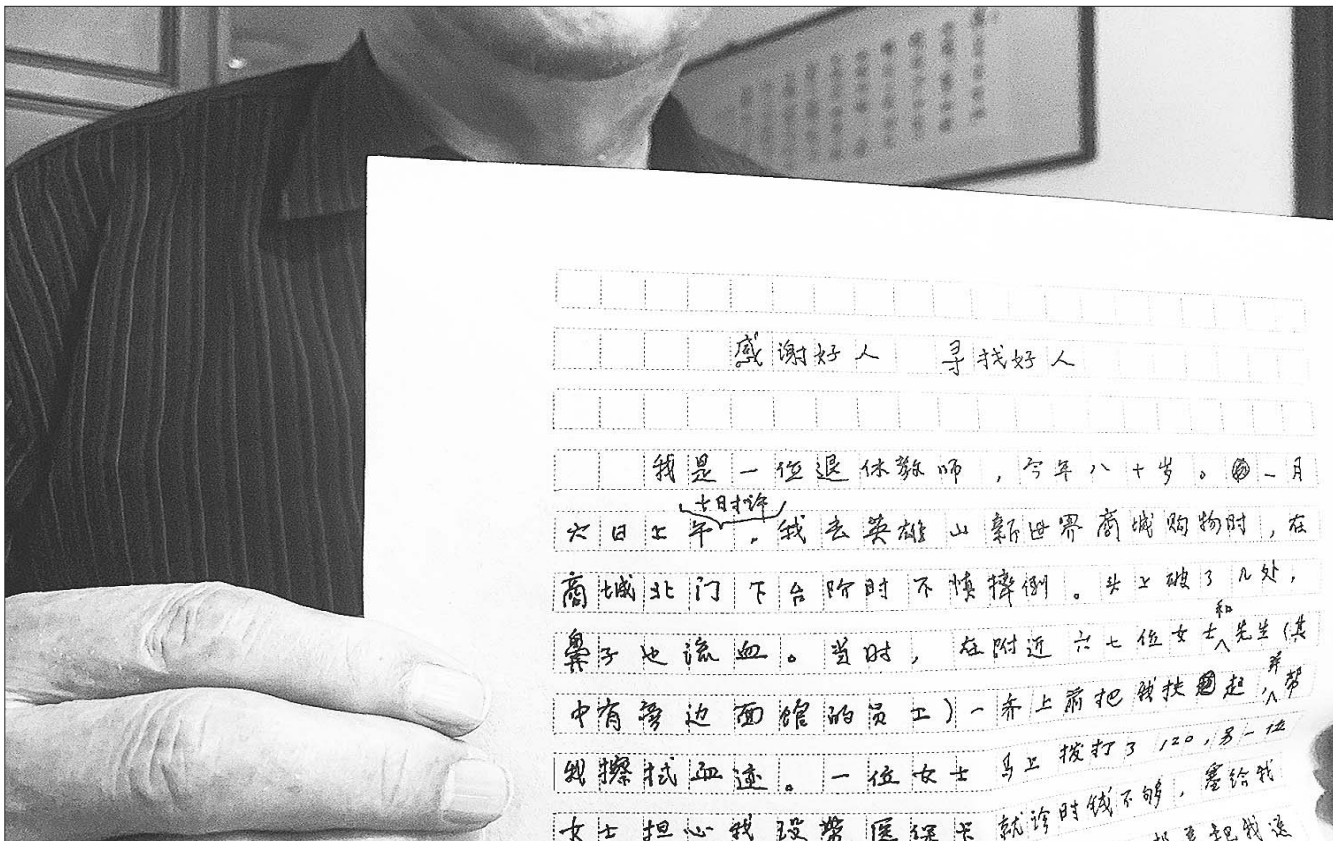 感谢好人 寻找好人
我是一位退休教师,今年八十岁。一月
六日上午七日时许,我去英雄山新世界商城购物时,在
商城北门下台阶时不慎摔倒。头上破了几处,
鼻子也流血。当时,在附近六七位女士和先生(其
中有旁边面馆的员工)一齐上前把我扶起,并帮
我擦拭血迹。一位女士马上拨打了120,另一位
女士担心我没带医保卡就诊时钱不够,塞给我
把我送